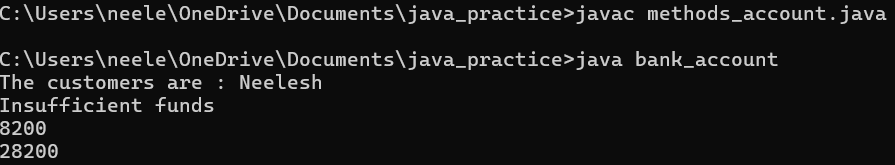 C:\Users\neele\OneDrive\Documents\java_practice>javac methods_account.java
C:\Users\neele\OneDrive\Documents\java_practice>java bank_account
The customers are : Neelesh
Insufficient funds
8200
28200